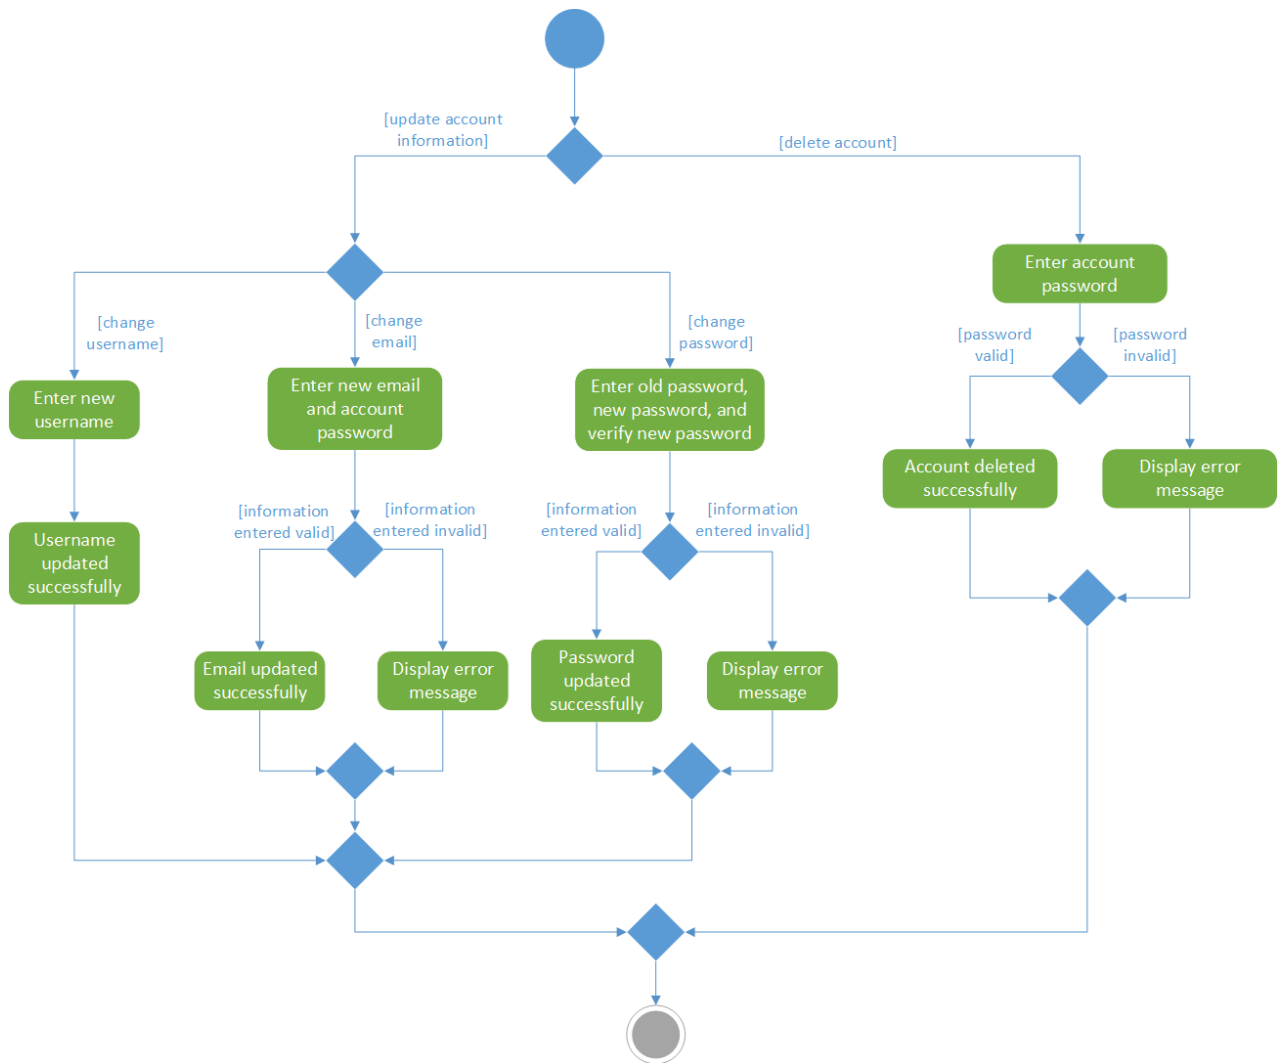 [update account
information]
[delete account]
Enter account
password
[change
username]
[change
email]
[change
password]
[password
valid]
[password
invalid]
Enter new
username
Enter new email
and account
password
Enter old password,
new password, and
verify new password
Account deleted
successfully
Display error
message
[information
entered valid]
[information
entered invalid]
[information
entered valid]
[information
entered invalid]
Username
updated
successfully
Email updated
successfully
Display error
message
Password
updated
successfully
Display error
message